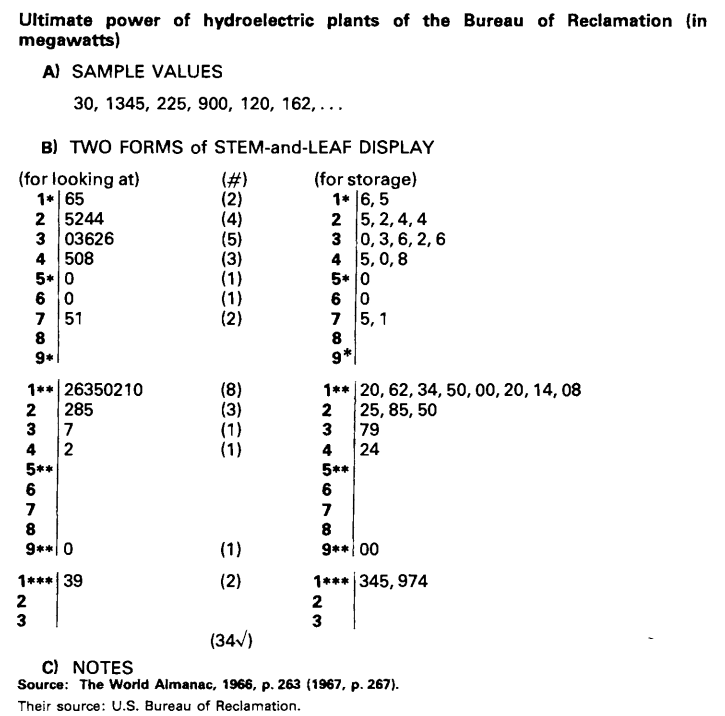 Ultimate power of hydroelectric plants of the Bureau of Reclamation (in
megawatts)
A) SAMPLE VALUES
30, 1345, 225, 900, 120, 162,...
B) TWO FORMS of STEM-and-LEAF DISPLAY
(for looking at) (#) (for storage)
1* | 65 (2) 1* | 6, 5
2 | 5244 (4) 2 | 5, 2, 4, 4
3 | 03626 (5) 3 | 0, 3, 6, 2, 6
4 | 508 (3) 4 | 5, 0, 8
5* | 0 (1) 5* | 0
6 | 0 (1) 6 | 0
7 | 51 (2) 7 | 5, 1
8 | 8 |
9* | 9* |
1** | 26350210 (8) 1** | 20, 62, 34, 50, 00, 20, 14, 08
2 | 285 (3) 2 | 25, 85, 50
3 | 7 (1) 3 | 79
4 | 2 (1) 4 | 24
5** | 5** |
6 | 6 |
7 | 7 |
8 | 8 |
9** | 0 (1) 9** | 00
1*** | 39 (2) 1*** | 345, 974
2 | 2 |
3 | 3 |
(34√)
C) NOTES
Source: The World Almanac, 1966, p. 263 (1967, p. 267).
Their source: U.S. Bureau of Reclamation.